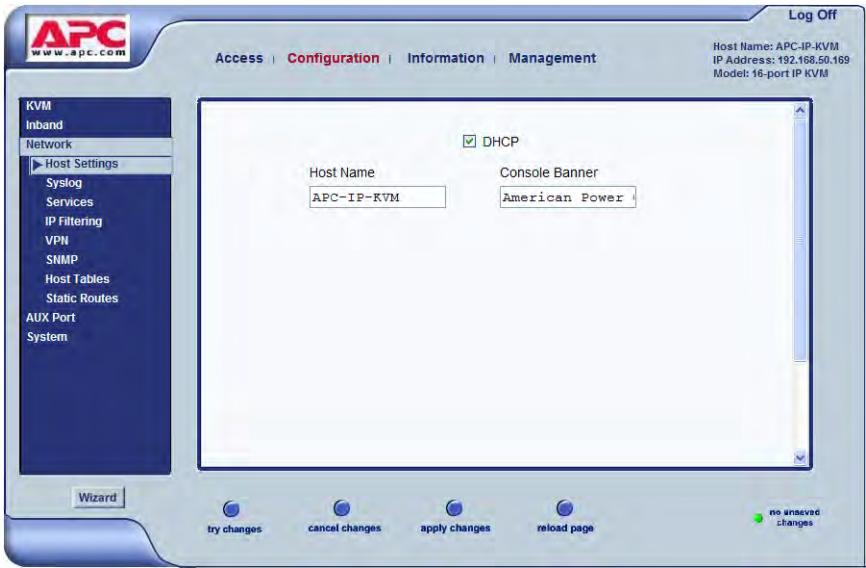 Log Off
APC
www.apc.com
Access | Configuration | Information | Management
Host Name: APC-IP-KVM
IP Address: 192.168.50.169
Model: 16-port IP KVM
KVM
Inband
Network
Host Settings
Syslog
Services
IP Filtering
VPN
SNMP
Host Tables
Static Routes
AUX Port
System
DHCP
Host Name
Console Banner
APC-IP-KVM
American Power
Wizard
try changes
cancel changes
apply changes
reload page
no unsaved
changes